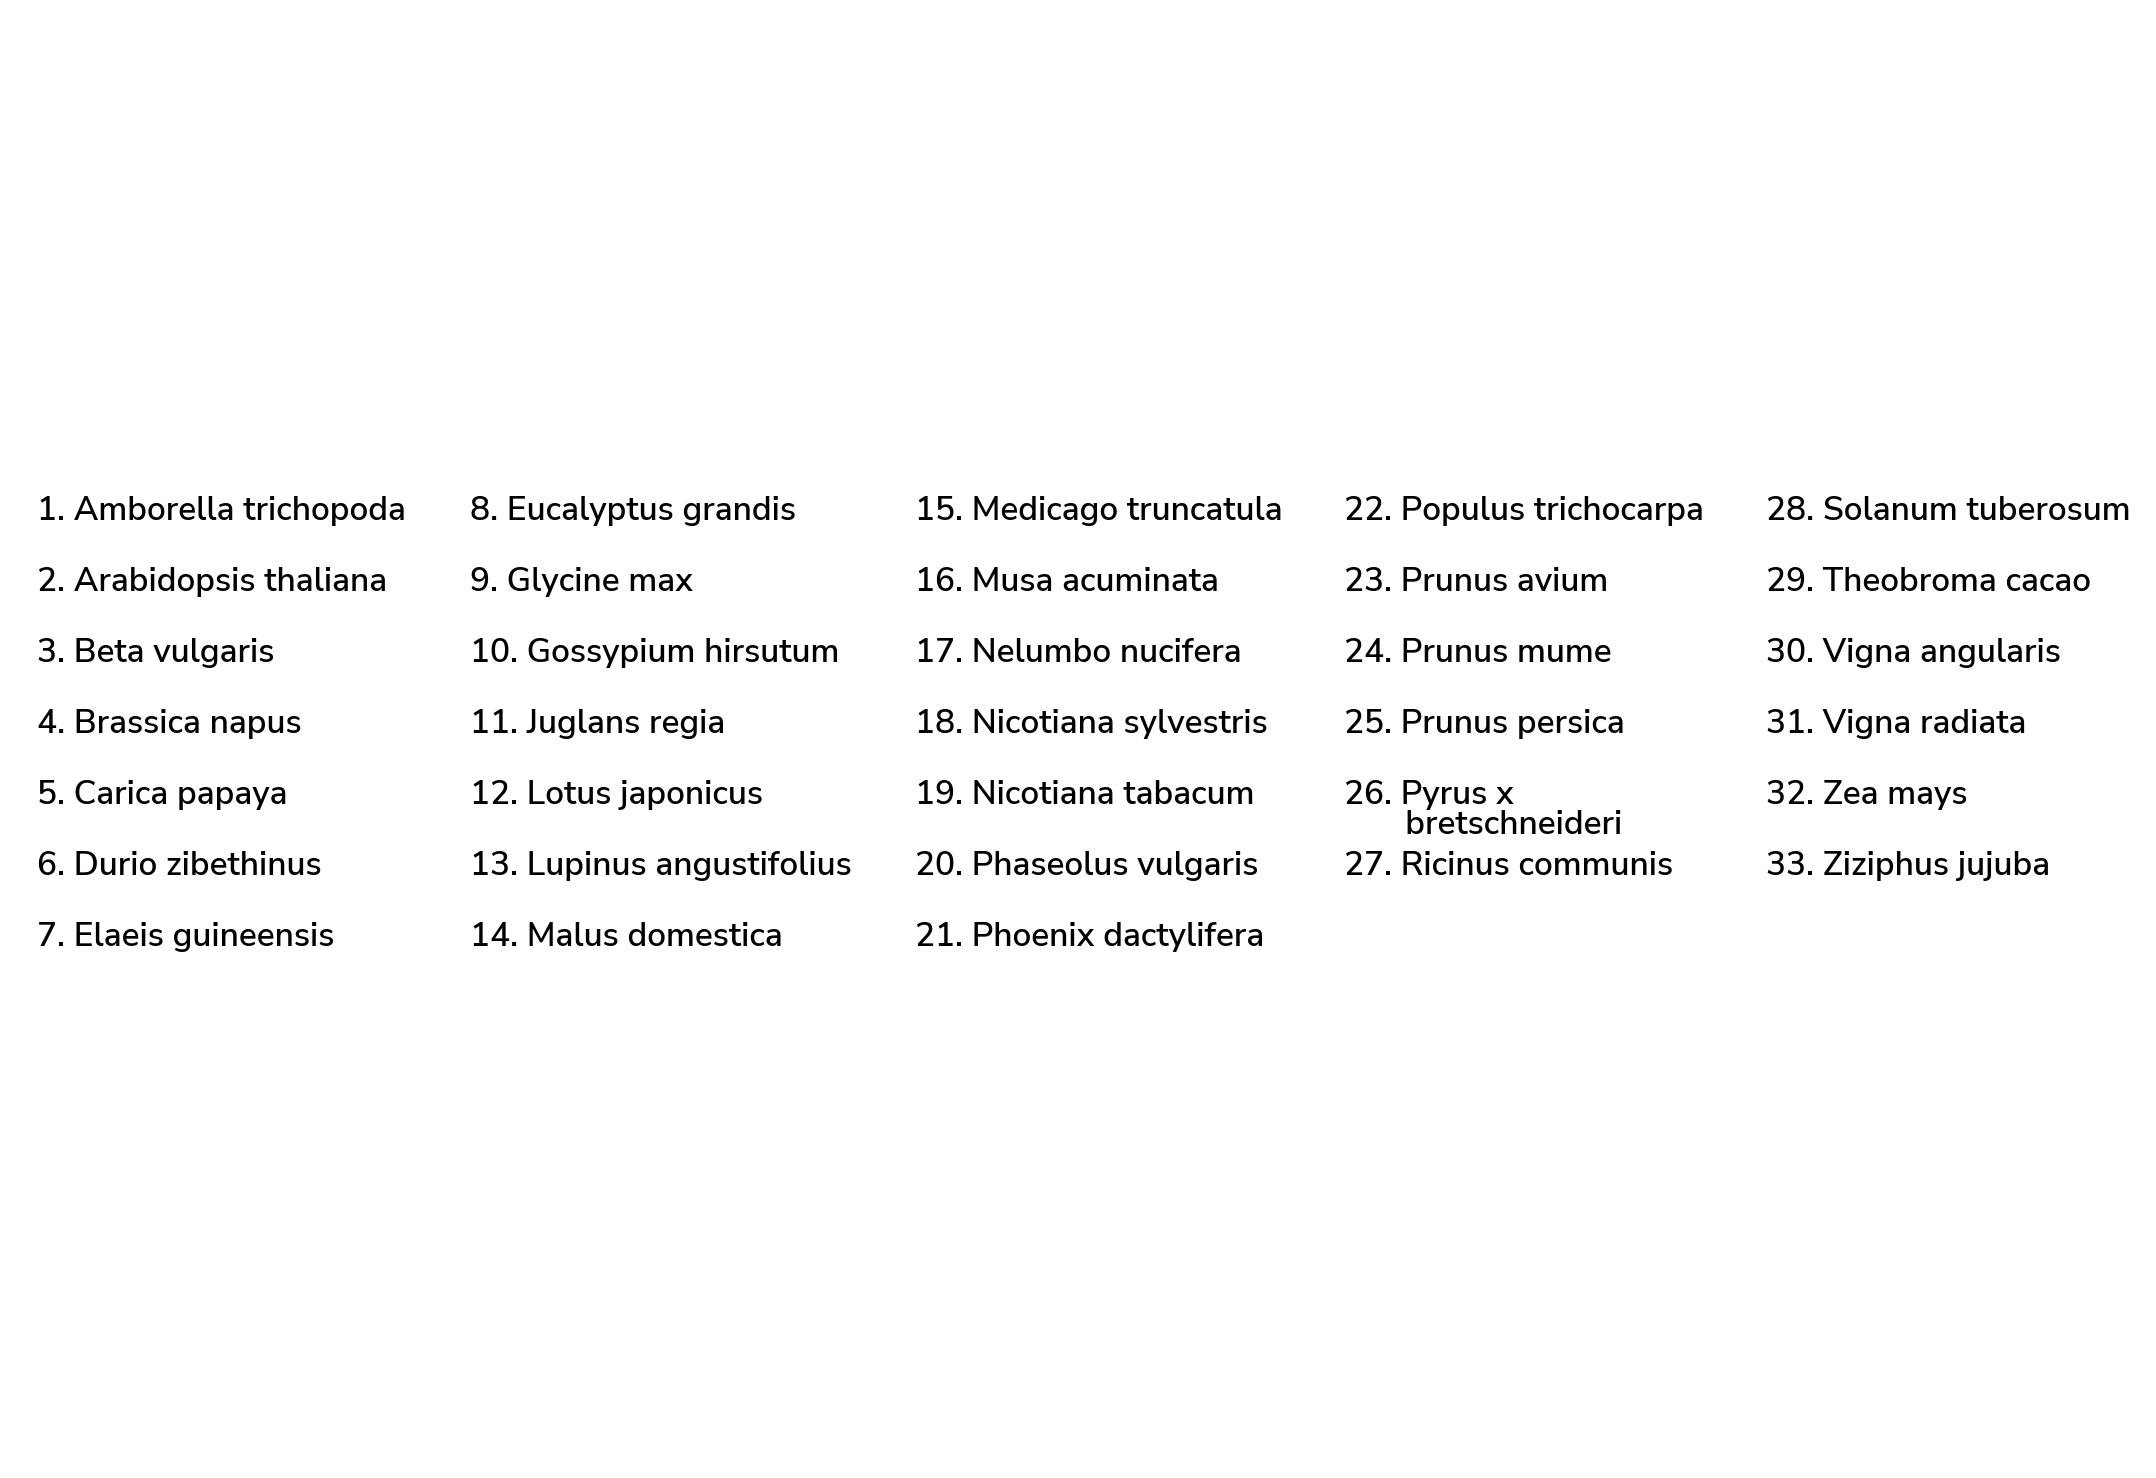 1. Amborella trichopoda
2. Arabidopsis thaliana
3. Beta vulgaris
4. Brassica napus
5. Carica papaya
6. Durio zibethinus
7. Elaeis guineensis
8. Eucalyptus grandis
9. Glycine max
10. Gossypium hirsutum
11. Juglans regia
12. Lotus japonicus
13. Lupinus angustifolius
14. Malus domestica
15. Medicago truncatula
16. Musa acuminata
17. Nelumbo nucifera
18. Nicotiana sylvestris
19. Nicotiana tabacum
20. Phaseolus vulgaris
21. Phoenix dactylifera
22. Populus trichocarpa
23. Prunus avium
24. Prunus mume
25. Prunus persica
26. Pyrus x
bretschneideri
27. Ricinus communis
28. Solanum tuberosum
29. Theobroma cacao
30. Vigna angularis
31. Vigna radiata
32. Zea mays
33. Ziziphus jujuba